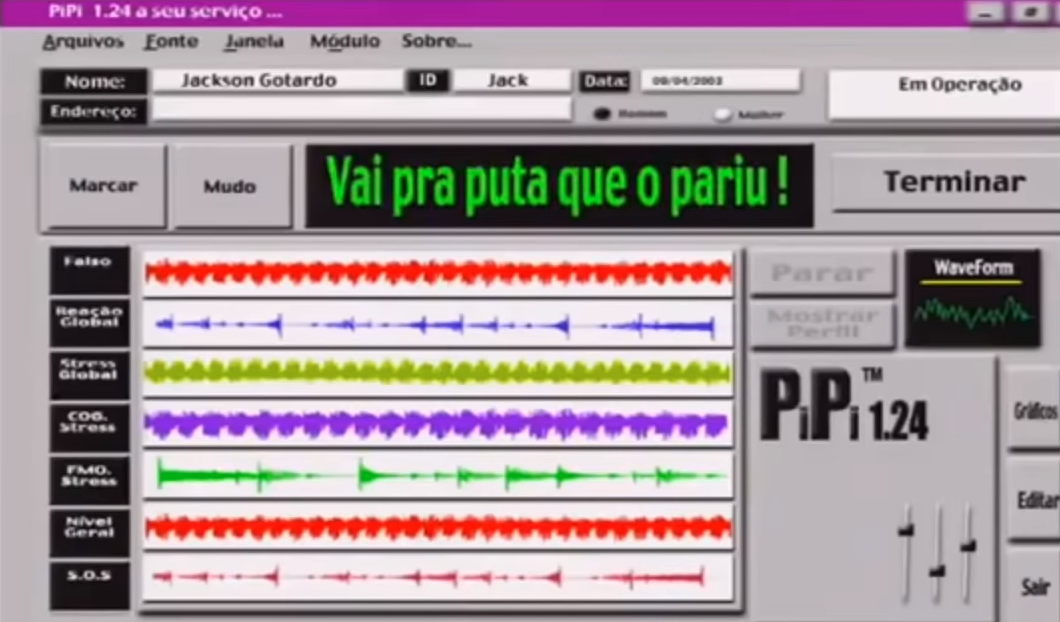 PiPi 1.24 a seu serviço ...
Arquivos Fonte Janela Módulo Sobre...
Nome: Jackson Gotardo ID Jack Data: 09/04/2003 Em Operação
Endereço: Homem Mulher
Marcar Mudo Vai pra puta que o pariu ! Terminar
Falso
Reação
Global
Stress
Global
COG.
Stress
EMO.
Stress
Nível
Geral
S.O.S
Parar
Mostrar
Perfil
WaveForm
PiPi™ 1.24
Gráficos
Editar
Sair